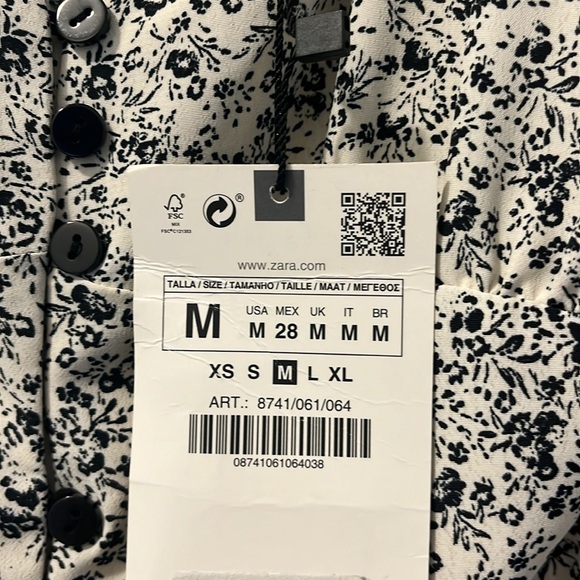 FSC
MIX
FSC® C121303
®
www.zara.com
TALLA / SIZE / TAMANHO / TAILLE / MAAT / ΜΕΓΕΘΟΣ
M
USA MEX UK IT BR
M 28 M M M
XS S M L XL
ART.: 8741/061/064
08741061064038